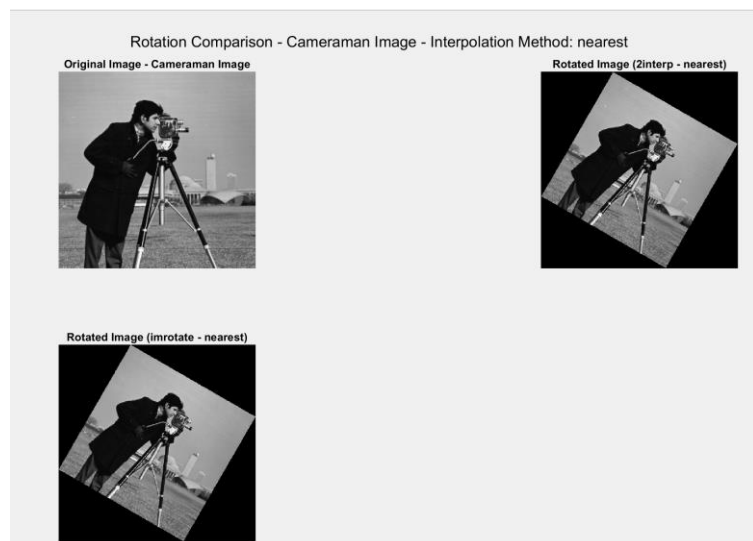 Rotation Comparison - Cameraman Image - Interpolation Method: nearest
Original Image - Cameraman Image
Rotated Image (2interp - nearest)
Rotated Image (imrotate - nearest)